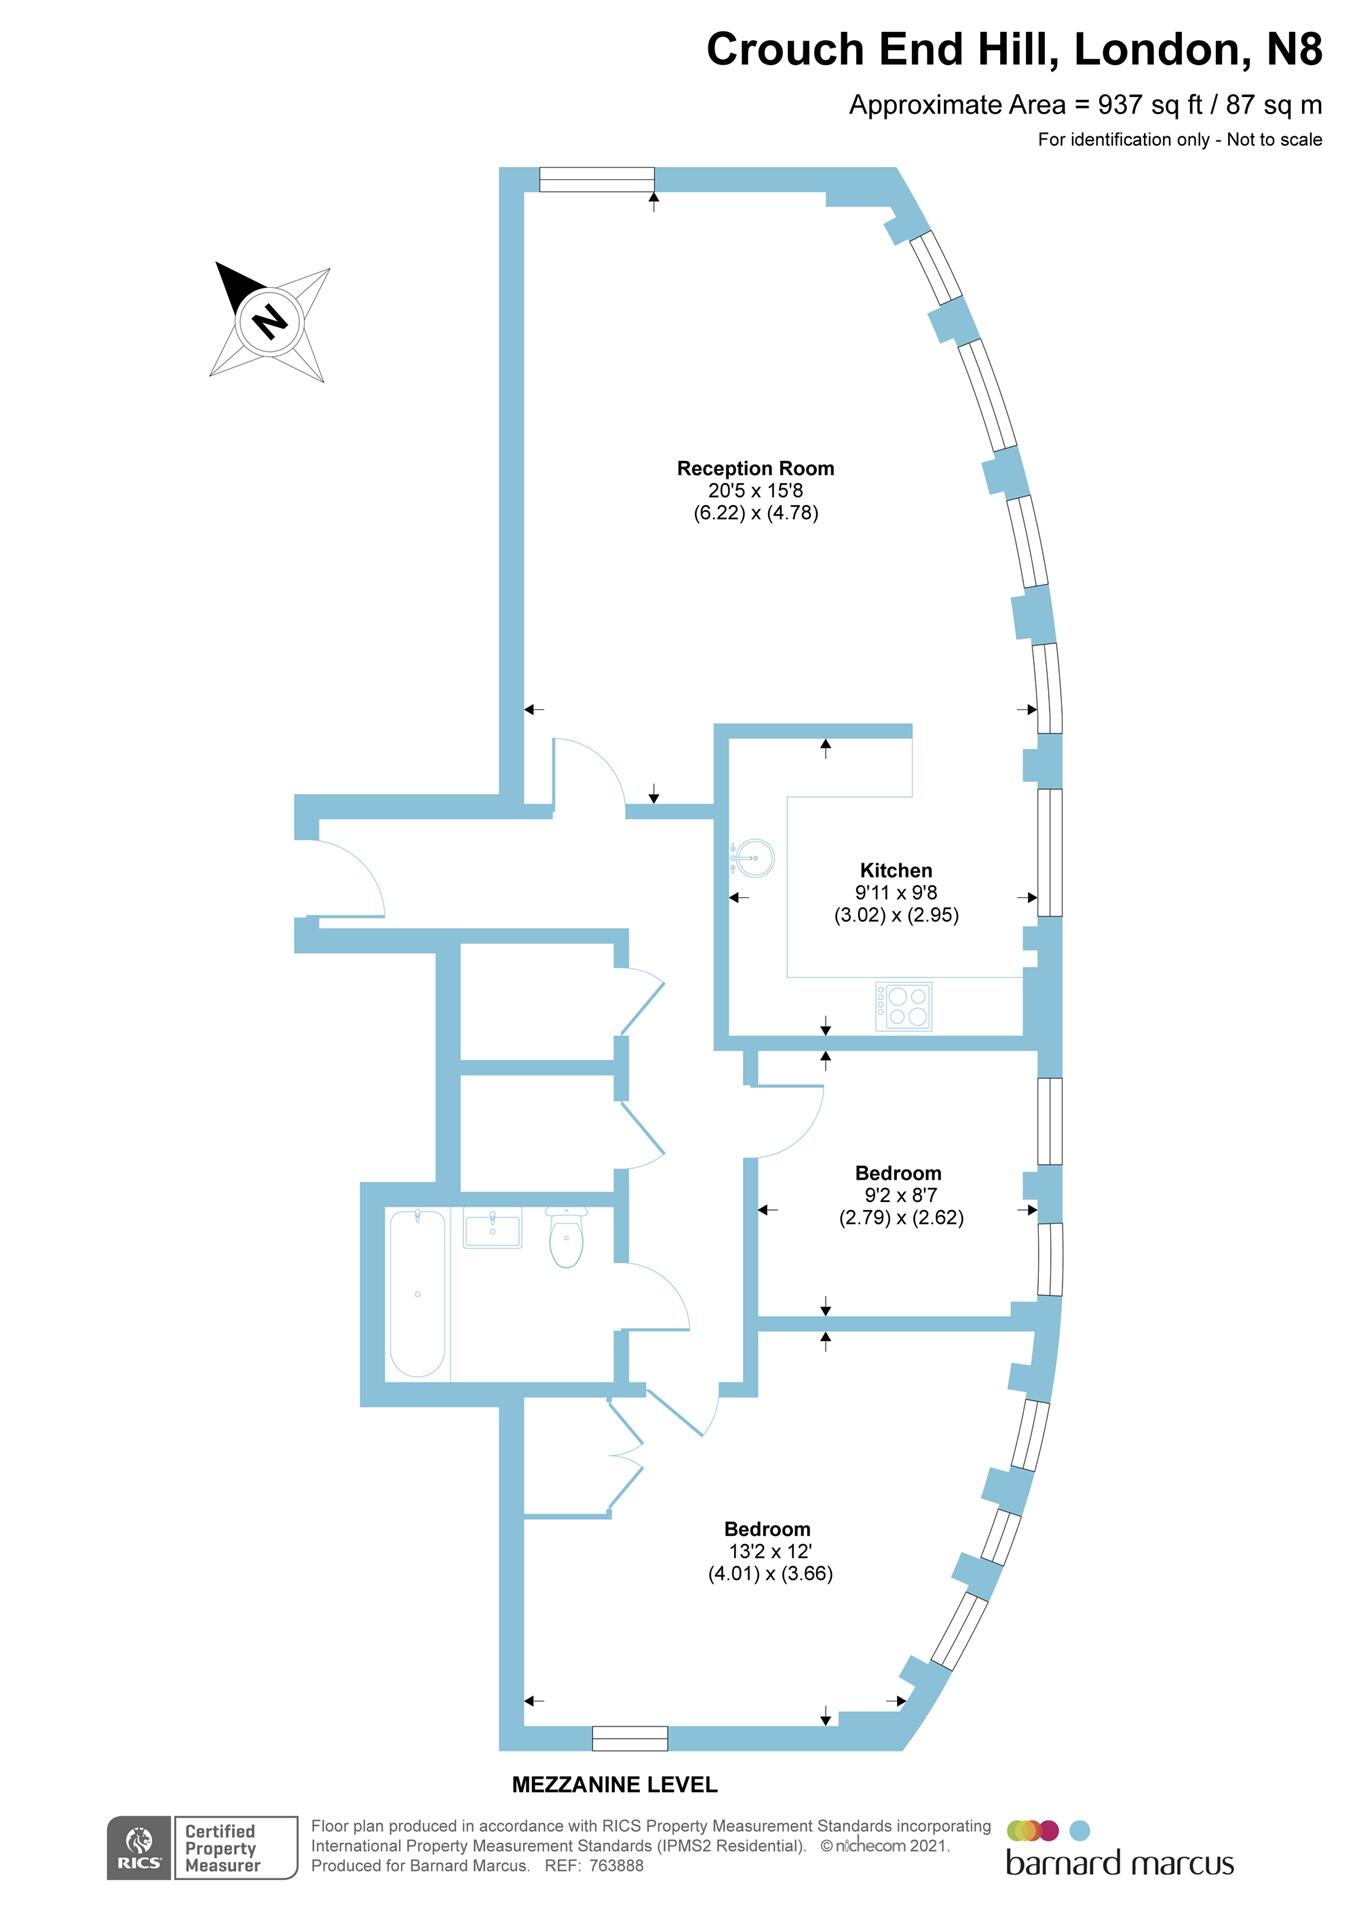 Crouch End Hill, London, N8
Approximate Area = 937 sq ft / 87 sq m
For identification only - Not to scale
N
Reception Room
20'5 x 15'8
(6.22) x (4.78)
Kitchen
9'11 x 9'8
(3.02) x (2.95)
Bedroom
9'2 x 8'7
(2.79) x (2.62)
Bedroom
13'2 x 12'
(4.01) x (3.66)
MEZZANINE LEVEL
RICS
Certified
Property
Measurer
Floor plan produced in accordance with RICS Property Measurement Standards incorporating
International Property Measurement Standards (IPMS2 Residential). © nichecom 2021.
Produced for Barnard Marcus. REF: 763888
barnard marcus